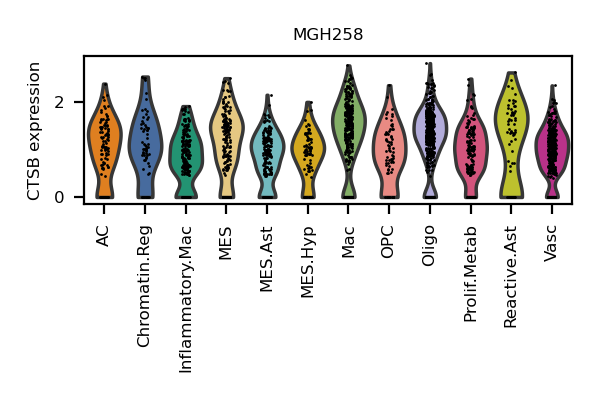 MGH258
CTSB expression
2
0
AC
Chromatin.Reg
Inflammatory.Mac
MES
MES.Ast
MES.Hyp
Mac
OPC
Oligo
Prolif.Metab
Reactive.Ast
Vasc